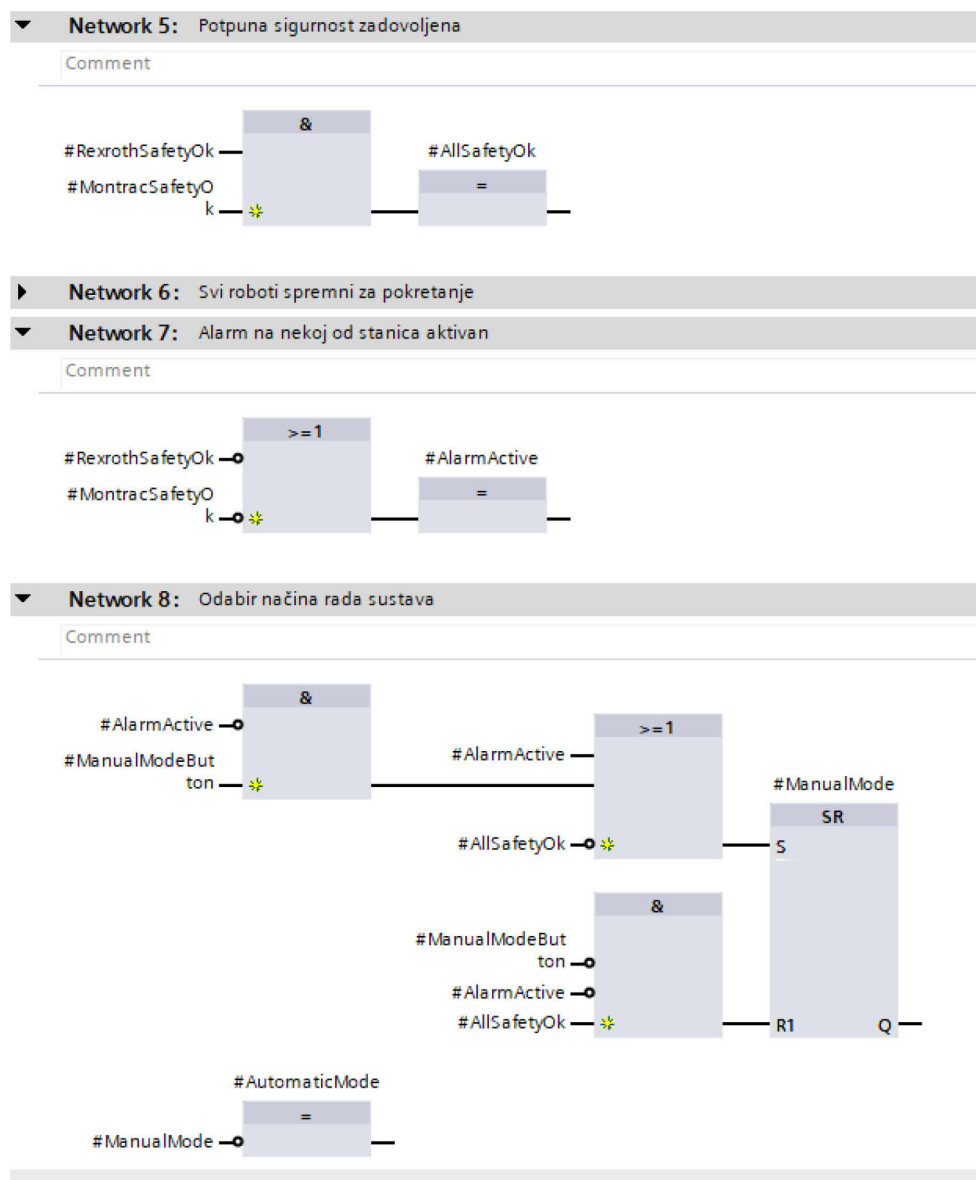 Network 5: Potpuna sigurnost zadovoljena
Comment
&
#RexrothSafetyOk
#AllSafetyOk
#MontracSafetyO
k
=
Network 6: Svi roboti spremni za pokretanje
Network 7: Alarm na nekoj od stanica aktivan
Comment
>=1
#RexrothSafetyOk
#AlarmActive
#MontracSafetyO
k
=
Network 8: Odabir načina rada sustava
Comment
&
#AlarmActive
#ManualModeBut
ton
>=1
#AlarmActive
#AllSafetyOk
#ManualMode
SR
S
&
#ManualModeBut
ton
#AlarmActive
#AllSafetyOk
R1 Q
#AutomaticMode
=
#ManualMode